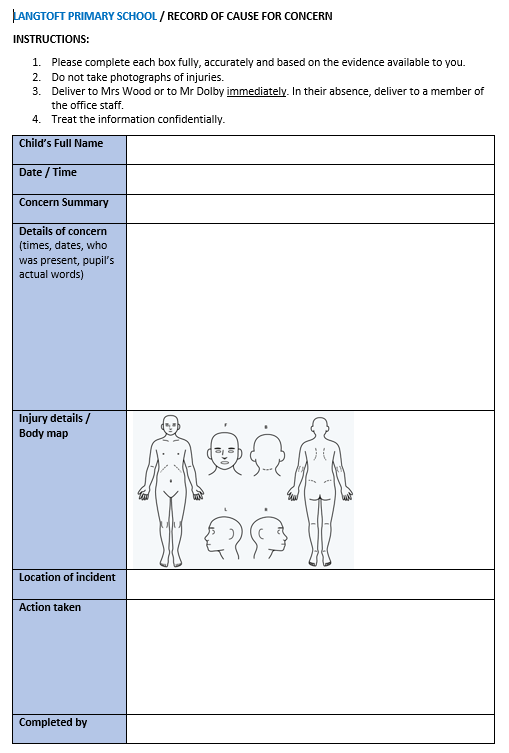 LANGTOFT PRIMARY SCHOOL / RECORD OF CAUSE FOR CONCERN
INSTRUCTIONS:
1. Please complete each box fully, accurately and based on the evidence available to you.
2. Do not take photographs of injuries.
3. Deliver to Mrs Wood or to Mr Dolby immediately. In their absence, deliver to a member of
the office staff.
4. Treat the information confidentially.
Child's Full Name
Date / Time
Concern Summary
Details of concern
(times, dates, who
was present, pupil's
actual words)
Injury details /
Body map
F
B
L
R
Location of incident
Action taken
Completed by